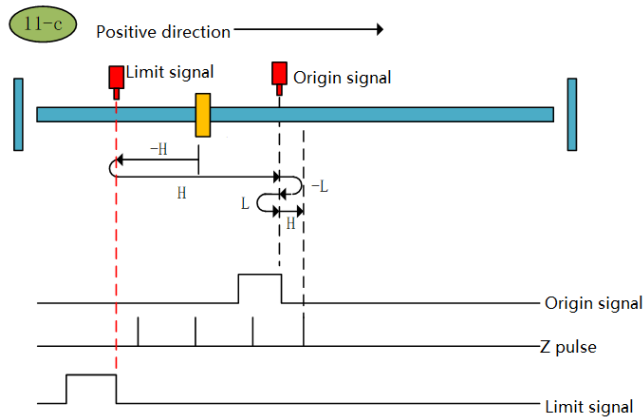 11-c
Positive direction
Limit signal
Origin signal
-H
-L
H
L
H
Origin signal
Z pulse
Limit signal